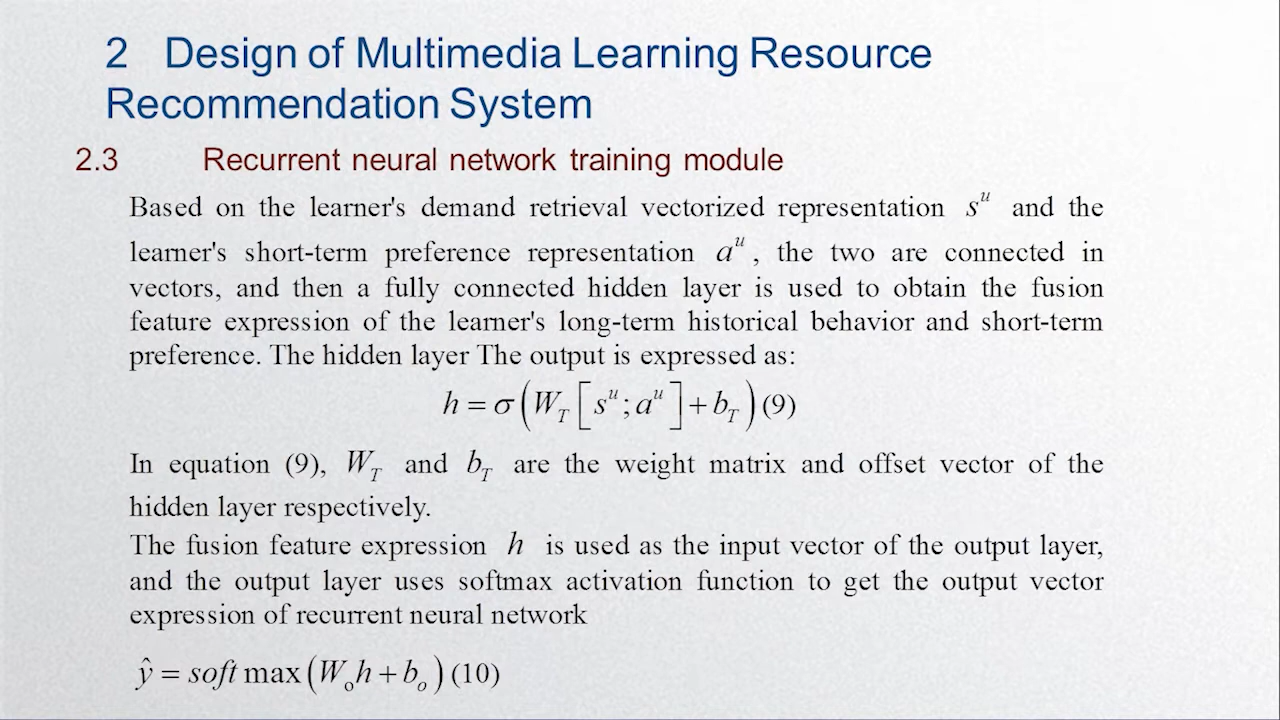 2 Design of Multimedia Learning Resource
Recommendation System
2.3 Recurrent neural network training module
Based on the learner's demand retrieval vectorized representation s^u and the
learner's short-term preference representation a^u , the two are connected in
vectors, and then a fully connected hidden layer is used to obtain the fusion
feature expression of the learner's long-term historical behavior and short-term
preference. The hidden layer The output is expressed as:
h = σ(W_T [s^u ; a^u] + b_T) (9)
In equation (9), W_T and b_T are the weight matrix and offset vector of the
hidden layer respectively.
The fusion feature expression h is used as the input vector of the output layer,
and the output layer uses softmax activation function to get the output vector
expression of recurrent neural network
ŷ = soft max (W_o h + b_o) (10)